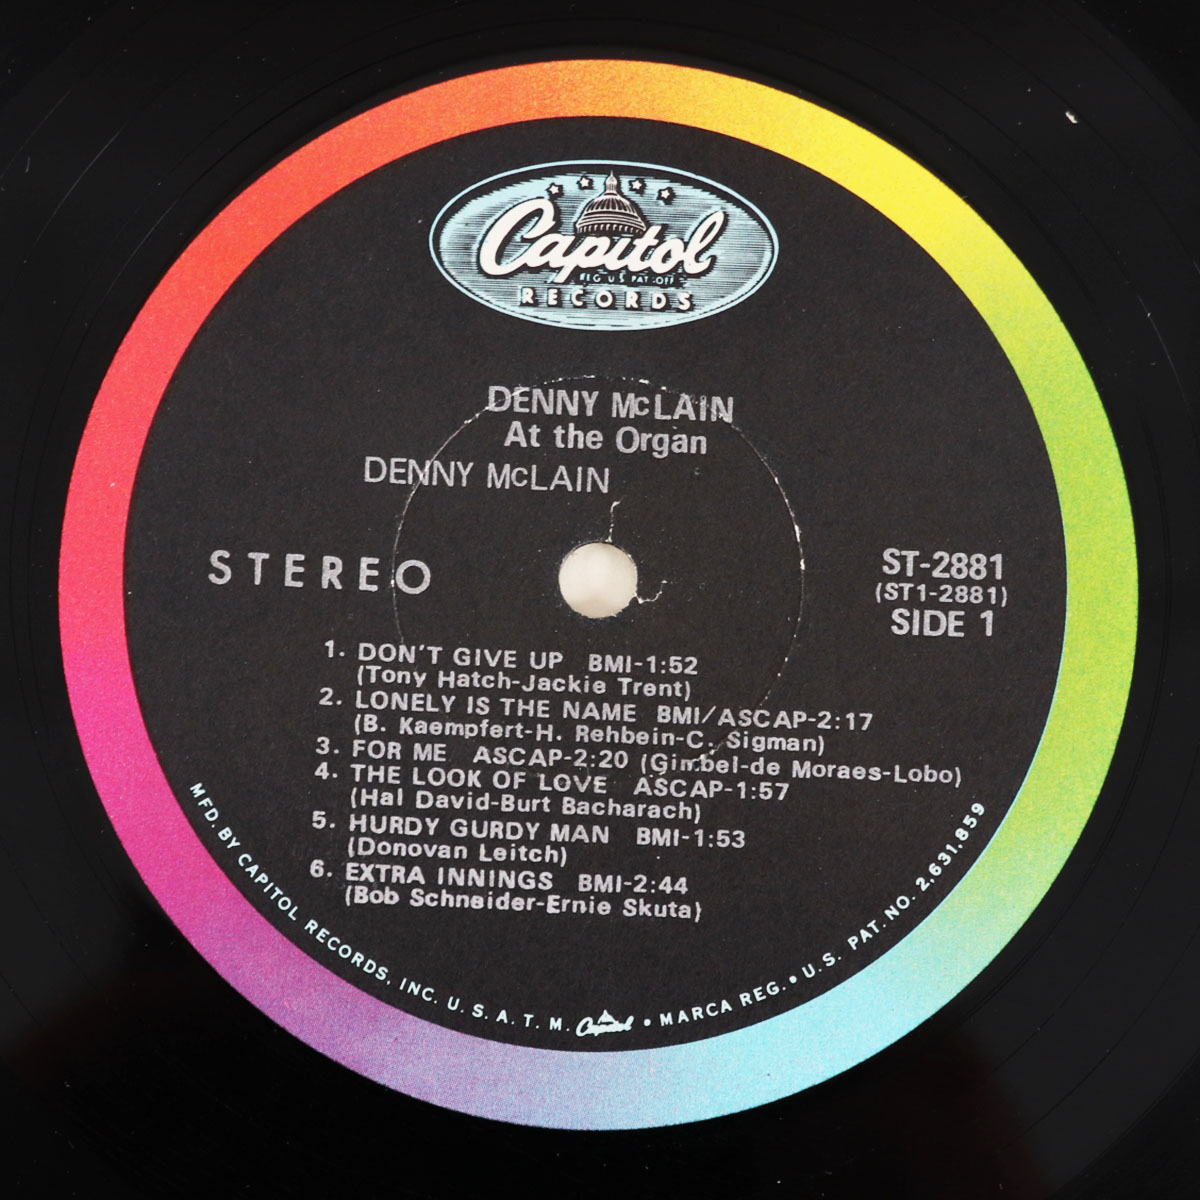 Capitol
REG. U.S. PAT. OFF.
RECORDS
DENNY McLAIN
At the Organ
DENNY McLAIN
STEREO
ST-2881
(ST1-2881)
SIDE 1
1. DON'T GIVE UP BMI-1:52
(Tony Hatch-Jackie Trent)
2. LONELY IS THE NAME BMI/ASCAP-2:17
(B. Kaempfert-H. Rehbein-C. Sigman)
3. FOR ME ASCAP-2:20 (Gimbel-de Moraes-Lobo)
4. THE LOOK OF LOVE ASCAP-1:57
(Hal David-Burt Bacharach)
5. HURDY GURDY MAN BMI-1:53
(Donovan Leitch)
6. EXTRA INNINGS BMI-2:44
(Bob Schneider-Ernie Skuta)
MFD. BY CAPITOL RECORDS, INC. U.S.A. T.M. Capitol • MARCA REG. • U.S. PAT. NO. 2,631,859